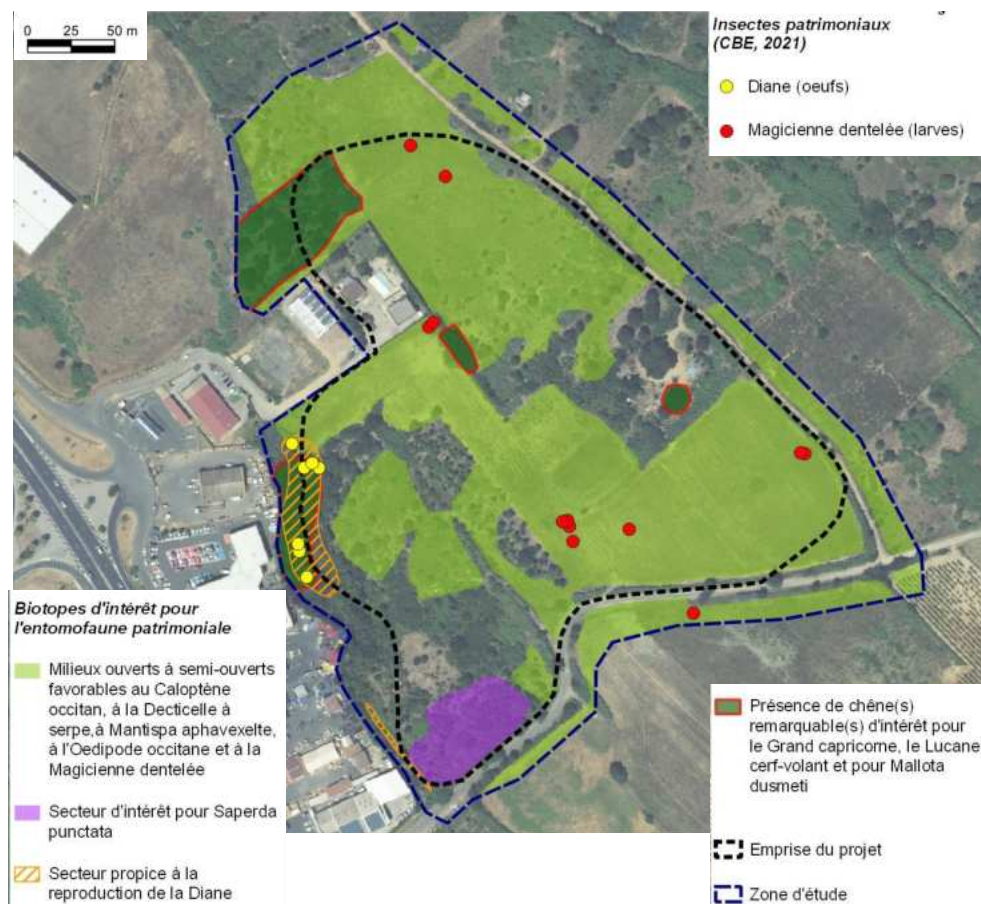 0 25 50 m
Insectes patrimoniaux
(CBE, 2021)
Diane (oeufs)
Magicienne dentelée (larves)
Biotopes d'intérêt pour
l'entomofaune patrimoniale
Milieux ouverts à semi-ouverts
favorables au Caloptène
occitan, à la Decticelle à
serpe,à Mantispa aphavexelte,
à l'Oedipode occitane et à la
Magicienne dentelée
Secteur d'intérêt pour Saperda
punctata
Secteur propice à la
reproduction de la Diane
Présence de chêne(s)
remarquable(s) d'intérêt pour
le Grand capricorne, le Lucane
cerf-volant et pour Mallota
dusmeti
Emprise du projet
Zone d'étude